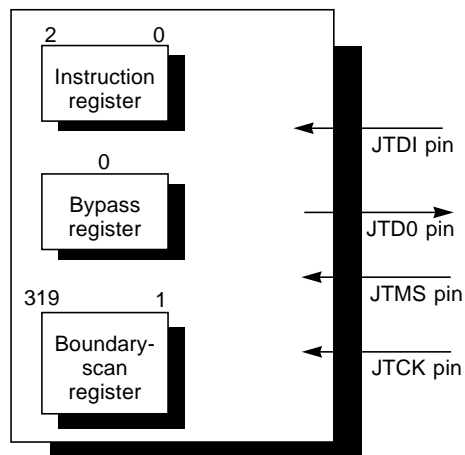 2 0
Instruction
register
JTDI pin
0
Bypass
register
JTD0 pin
JTMS pin
319 1
Boundary-
scan
register
JTCK pin